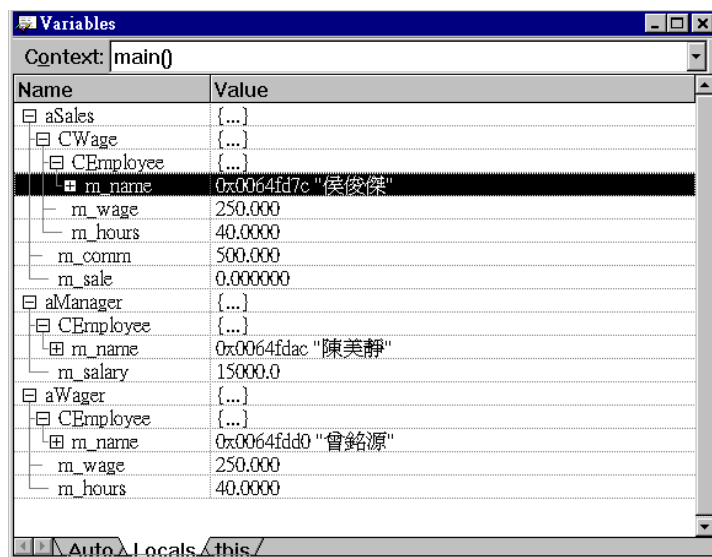 Variables
Context: main()
Name Value
aSales {...}
CWage {...}
CEmployee {...}
m_name 0x0064fd7c "侯俊傑"
m_wage 250.000
m_hours 40.0000
m_comm 500.000
m_sale 0.000000
aManager {...}
CEmployee {...}
m_name 0x0064fdac "陳美靜"
m_salary 15000.0
aWager {...}
CEmployee {...}
m_name 0x0064fdd0 "曾銘源"
m_wage 250.000
m_hours 40.0000
Auto Locals this